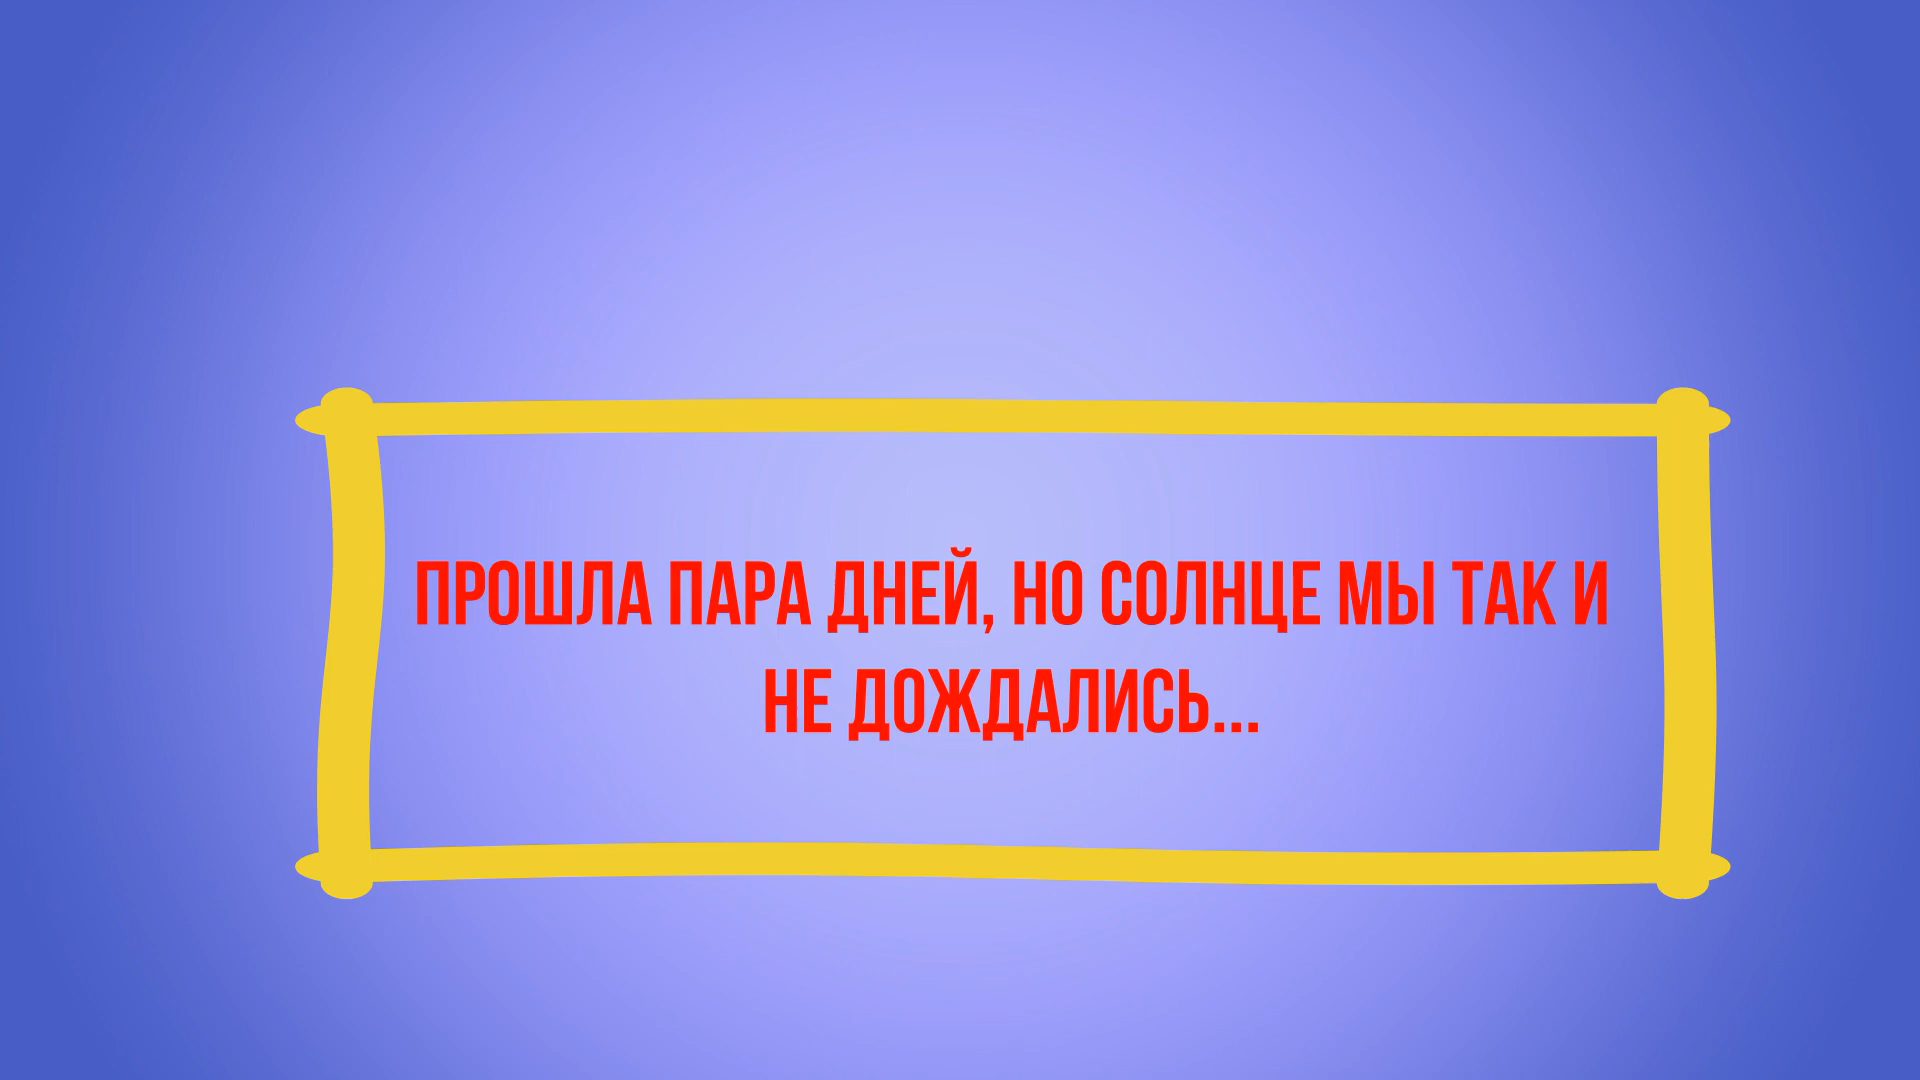 ПРОШЛА ПАРА ДНЕЙ, НО СОЛНЦЕ МЫ ТАК И
НЕ ДОЖДАЛИСЬ...